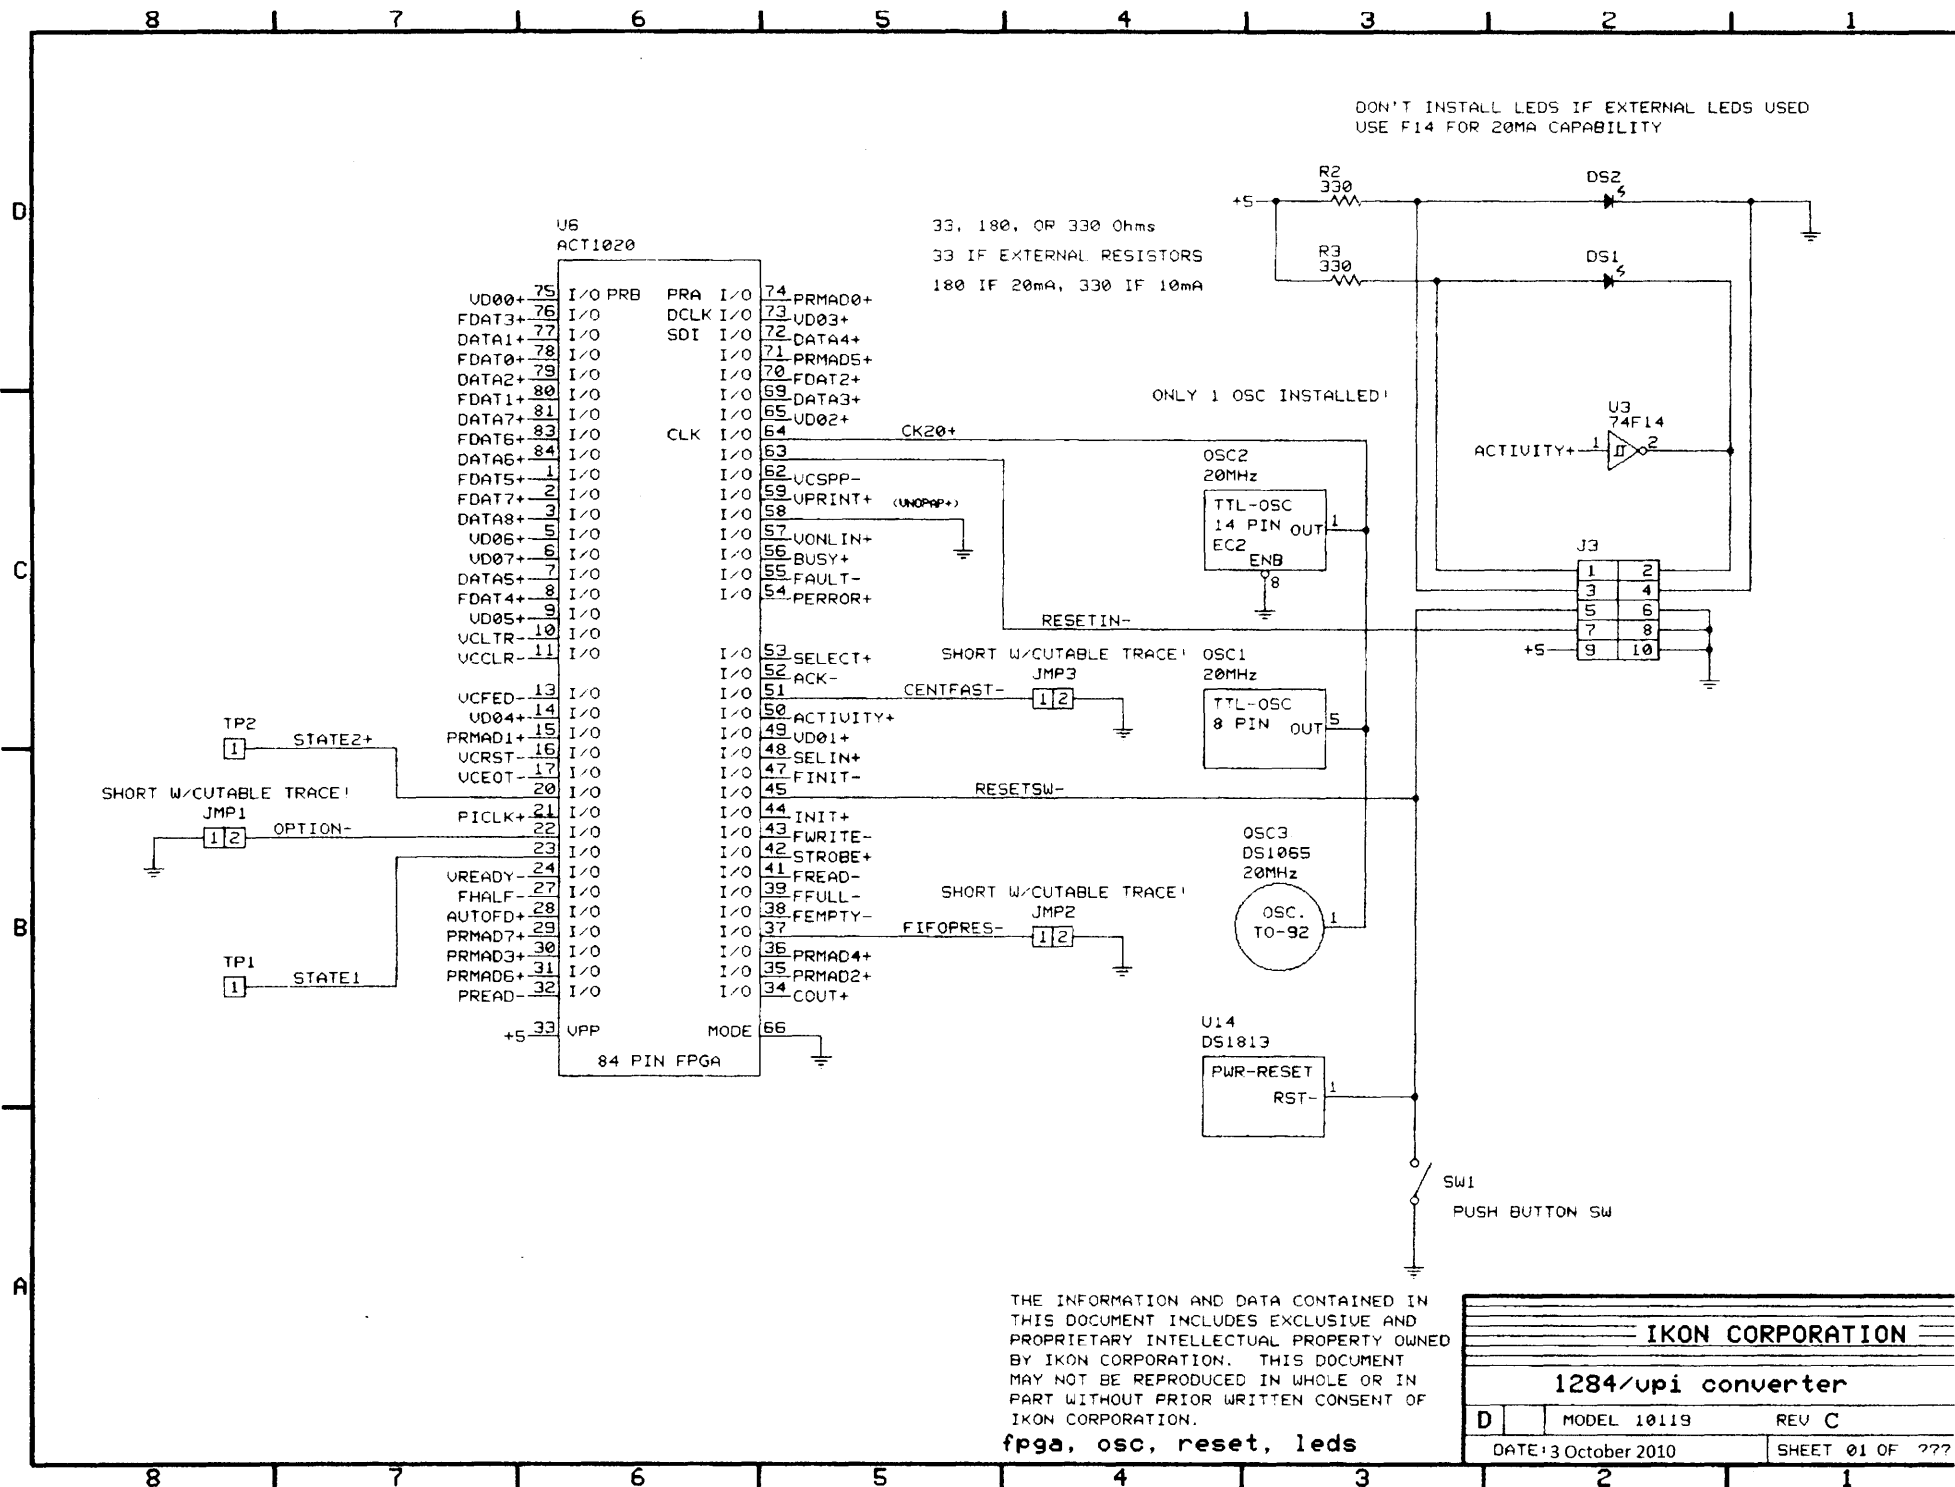 8 7 6 5 4 3 2 1
D
C
B
A
DON'T INSTALL LEDS IF EXTERNAL LEDS USED
USE F14 FOR 20MA CAPABILITY
33, 180, OR 330 Ohms
33 IF EXTERNAL RESISTORS
180 IF 20mA, 330 IF 10mA
+5
R2
330
DS2
R3
330
DS1
U6
ACT1020
VD00+ 75 I/O PRB PRA I/O 74 PRMAD0+
FDAT3+ 76 I/O DCLK I/O 73 VD03+
DATA1+ 77 I/O SDI I/O 72 DATA4+
FDAT0+ 78 I/O I/O 71 PRMAD5+
DATA2+ 79 I/O I/O 70 FDAT2+
FDAT1+ 80 I/O I/O 69 DATA3+
DATA7+ 81 I/O I/O 65 VD02+
FDAT6+ 83 I/O CLK I/O 64 CK20+
DATA6+ 84 I/O I/O 63
FDAT5+ 1 I/O I/O 62 VCSPP-
FDAT7+ 2 I/O I/O 59 VPRINT+ (VNOPAP+)
DATA8+ 3 I/O I/O 58
VD06+ 5 I/O I/O 57 VONLIN+
VD07+ 6 I/O I/O 56 BUSY+
DATA5+ 7 I/O I/O 55 FAULT-
FDAT4+ 8 I/O I/O 54 PERROR+
VD05+ 9 I/O
VCLTR- 10 I/O
VCCLR- 11 I/O I/O 53 SELECT+
I/O 52 ACK-
VCFED- 13 I/O I/O 51 CENTFAST-
VD04+ 14 I/O I/O 50 ACTIVITY+
PRMAD1+ 15 I/O I/O 49 VD01+
VCRST- 16 I/O I/O 48 SELIN+
VCEOT- 17 I/O I/O 47 FINIT-
20 I/O I/O 45 RESETSW-
PICLK+ 21 I/O I/O 44 INIT+
22 I/O I/O 43 FWRITE-
23 I/O I/O 42 STROBE+
VREADY- 24 I/O I/O 41 FREAD-
FHALF- 27 I/O I/O 39 FFULL-
AUTOFD+ 28 I/O I/O 38 FEMPTY-
PRMAD7+ 29 I/O I/O 37 FIFOPRES-
PRMAD3+ 30 I/O I/O 36 PRMAD4+
PRMAD6+ 31 I/O I/O 35 PRMAD2+
PREAD- 32 I/O I/O 34 COUT+
+5 33 VPP MODE 66
84 PIN FPGA
TP2
1
STATE2+
SHORT W/CUTABLE TRACE!
JMP1
1 2
OPTION-
TP1
1
STATE1
ONLY 1 OSC INSTALLED!
OSC2
20MHz
TTL-OSC
14 PIN OUT 1
EC2
ENB
8
RESETIN-
SHORT W/CUTABLE TRACE!
JMP3
1 2
OSC1
20MHz
TTL-OSC
8 PIN OUT 5
OSC3
DS1065
20MHz
OSC. 1
TO-92
SHORT W/CUTABLE TRACE!
JMP2
1 2
U3
74F14
ACTIVITY+ 1 2
J3
1 2
3 4
5 6
7 8
+5 9 10
U14
DS1813
PWR-RESET
RST- 1
SW1
PUSH BUTTON SW
THE INFORMATION AND DATA CONTAINED IN
THIS DOCUMENT INCLUDES EXCLUSIVE AND
PROPRIETARY INTELLECTUAL PROPERTY OWNED
BY IKON CORPORATION. THIS DOCUMENT
MAY NOT BE REPRODUCED IN WHOLE OR IN
PART WITHOUT PRIOR WRITTEN CONSENT OF
IKON CORPORATION.
fpga, osc, reset, leds
IKON CORPORATION
1284/vpi converter
D MODEL 10119 REV C
DATE: 3 October 2010 SHEET 01 OF ???
8 7 6 5 4 3 2 1